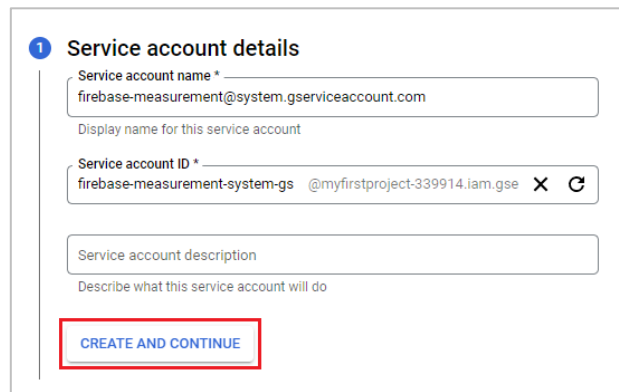 1 Service account details
Service account name *
firebase-measurement@system.gserviceaccount.com
Display name for this service account
Service account ID *
firebase-measurement-system-gs @myfirstproject-339914.iam.gse
Service account description
Describe what this service account will do
CREATE AND CONTINUE